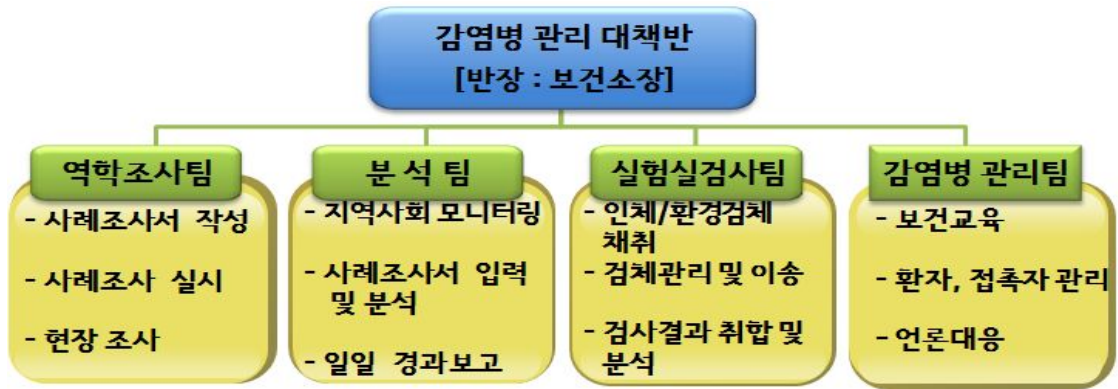 감염병 관리 대책반
[반장 : 보건소장]
역학조사팀
- 사례조사서 작성
- 사례조사 실시
- 현장 조사
분 석 팀
- 지역사회 모니터링
- 사례조사서 입력
및 분석
- 일일 경과보고
실험실검사팀
- 인체/환경검체
채취
- 검체관리 및 이송
- 검사결과 취합 및
분석
감염병 관리팀
- 보건교육
- 환자, 접촉자 관리
- 언론대응